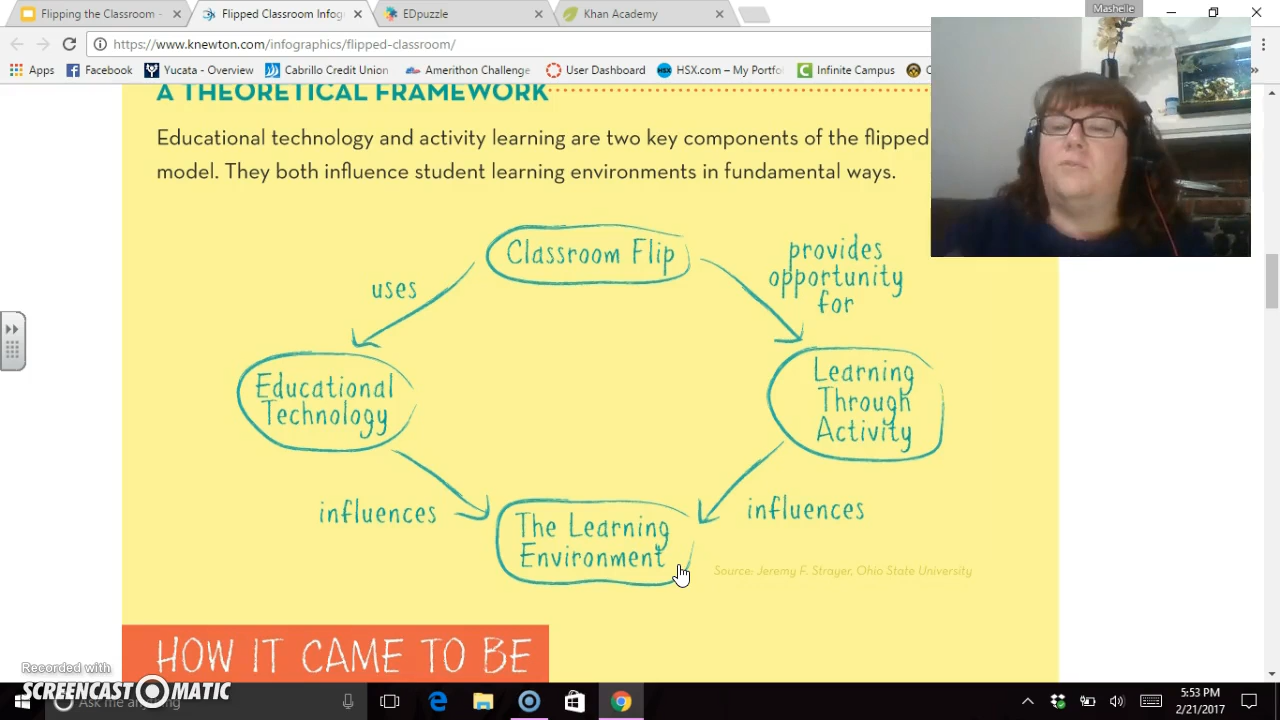 Flipping the Classroom -
Flipped Classroom Infog
EDpuzzle
Khan Academy
Mashelle
https://www.knewton.com/infographics/flipped-classroom/
Apps
Facebook
Yucata - Overview
Cabrillo Credit Union
Amerithon Challenge
User Dashboard
HSX.com – My Portfo
Infinite Campus
A THEORETICAL FRAMEWORK
Educational technology and activity learning are two key components of the flipped
model. They both influence student learning environments in fundamental ways.
Classroom Flip
uses
provides
opportunity
for
Educational
Technology
Learning
Through
Activity
influences
influences
The Learning
Environment
Source: Jeremy F. Strayer, Ohio State University
HOW IT CAME TO BE
Recorded with
SCREENCAST MATIC
Ask me anything
5:53 PM
2/21/2017